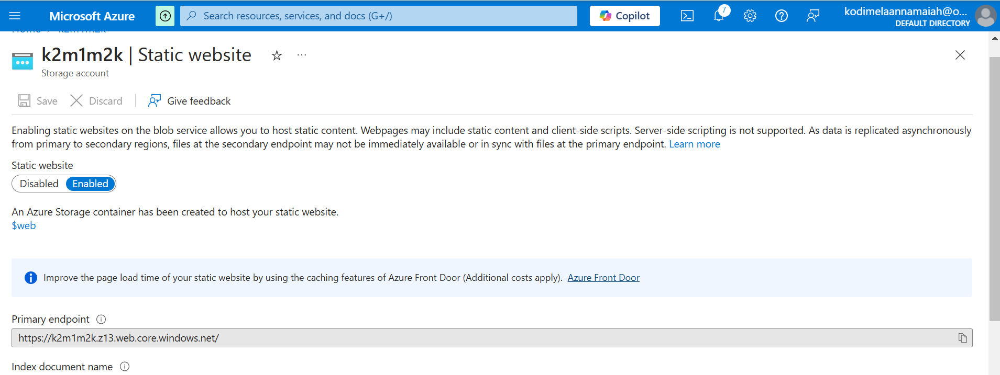 Microsoft Azure
Search resources, services, and docs (G+/)
Copilot
7
kodimelaannamaiah@o...
DEFAULT DIRECTORY
k2m1m2k | Static website
Storage account
Save
Discard
Give feedback
Enabling static websites on the blob service allows you to host static content. Webpages may include static content and client-side scripts. Server-side scripting is not supported. As data is replicated asynchronously
from primary to secondary regions, files at the secondary endpoint may not be immediately available or in sync with files at the primary endpoint. Learn more
Static website
Disabled Enabled
An Azure Storage container has been created to host your static website.
$web
Improve the page load time of your static website by using the caching features of Azure Front Door (Additional costs apply). Azure Front Door
Primary endpoint
https://k2m1m2k.z13.web.core.windows.net/
Index document name